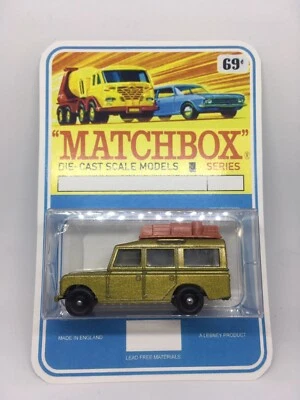 69¢
"MATCHBOX"®
DIE-CAST SCALE MODELS SERIES
MADE IN ENGLAND
A LESNEY PRODUCT
LEAD FREE MATERIALS